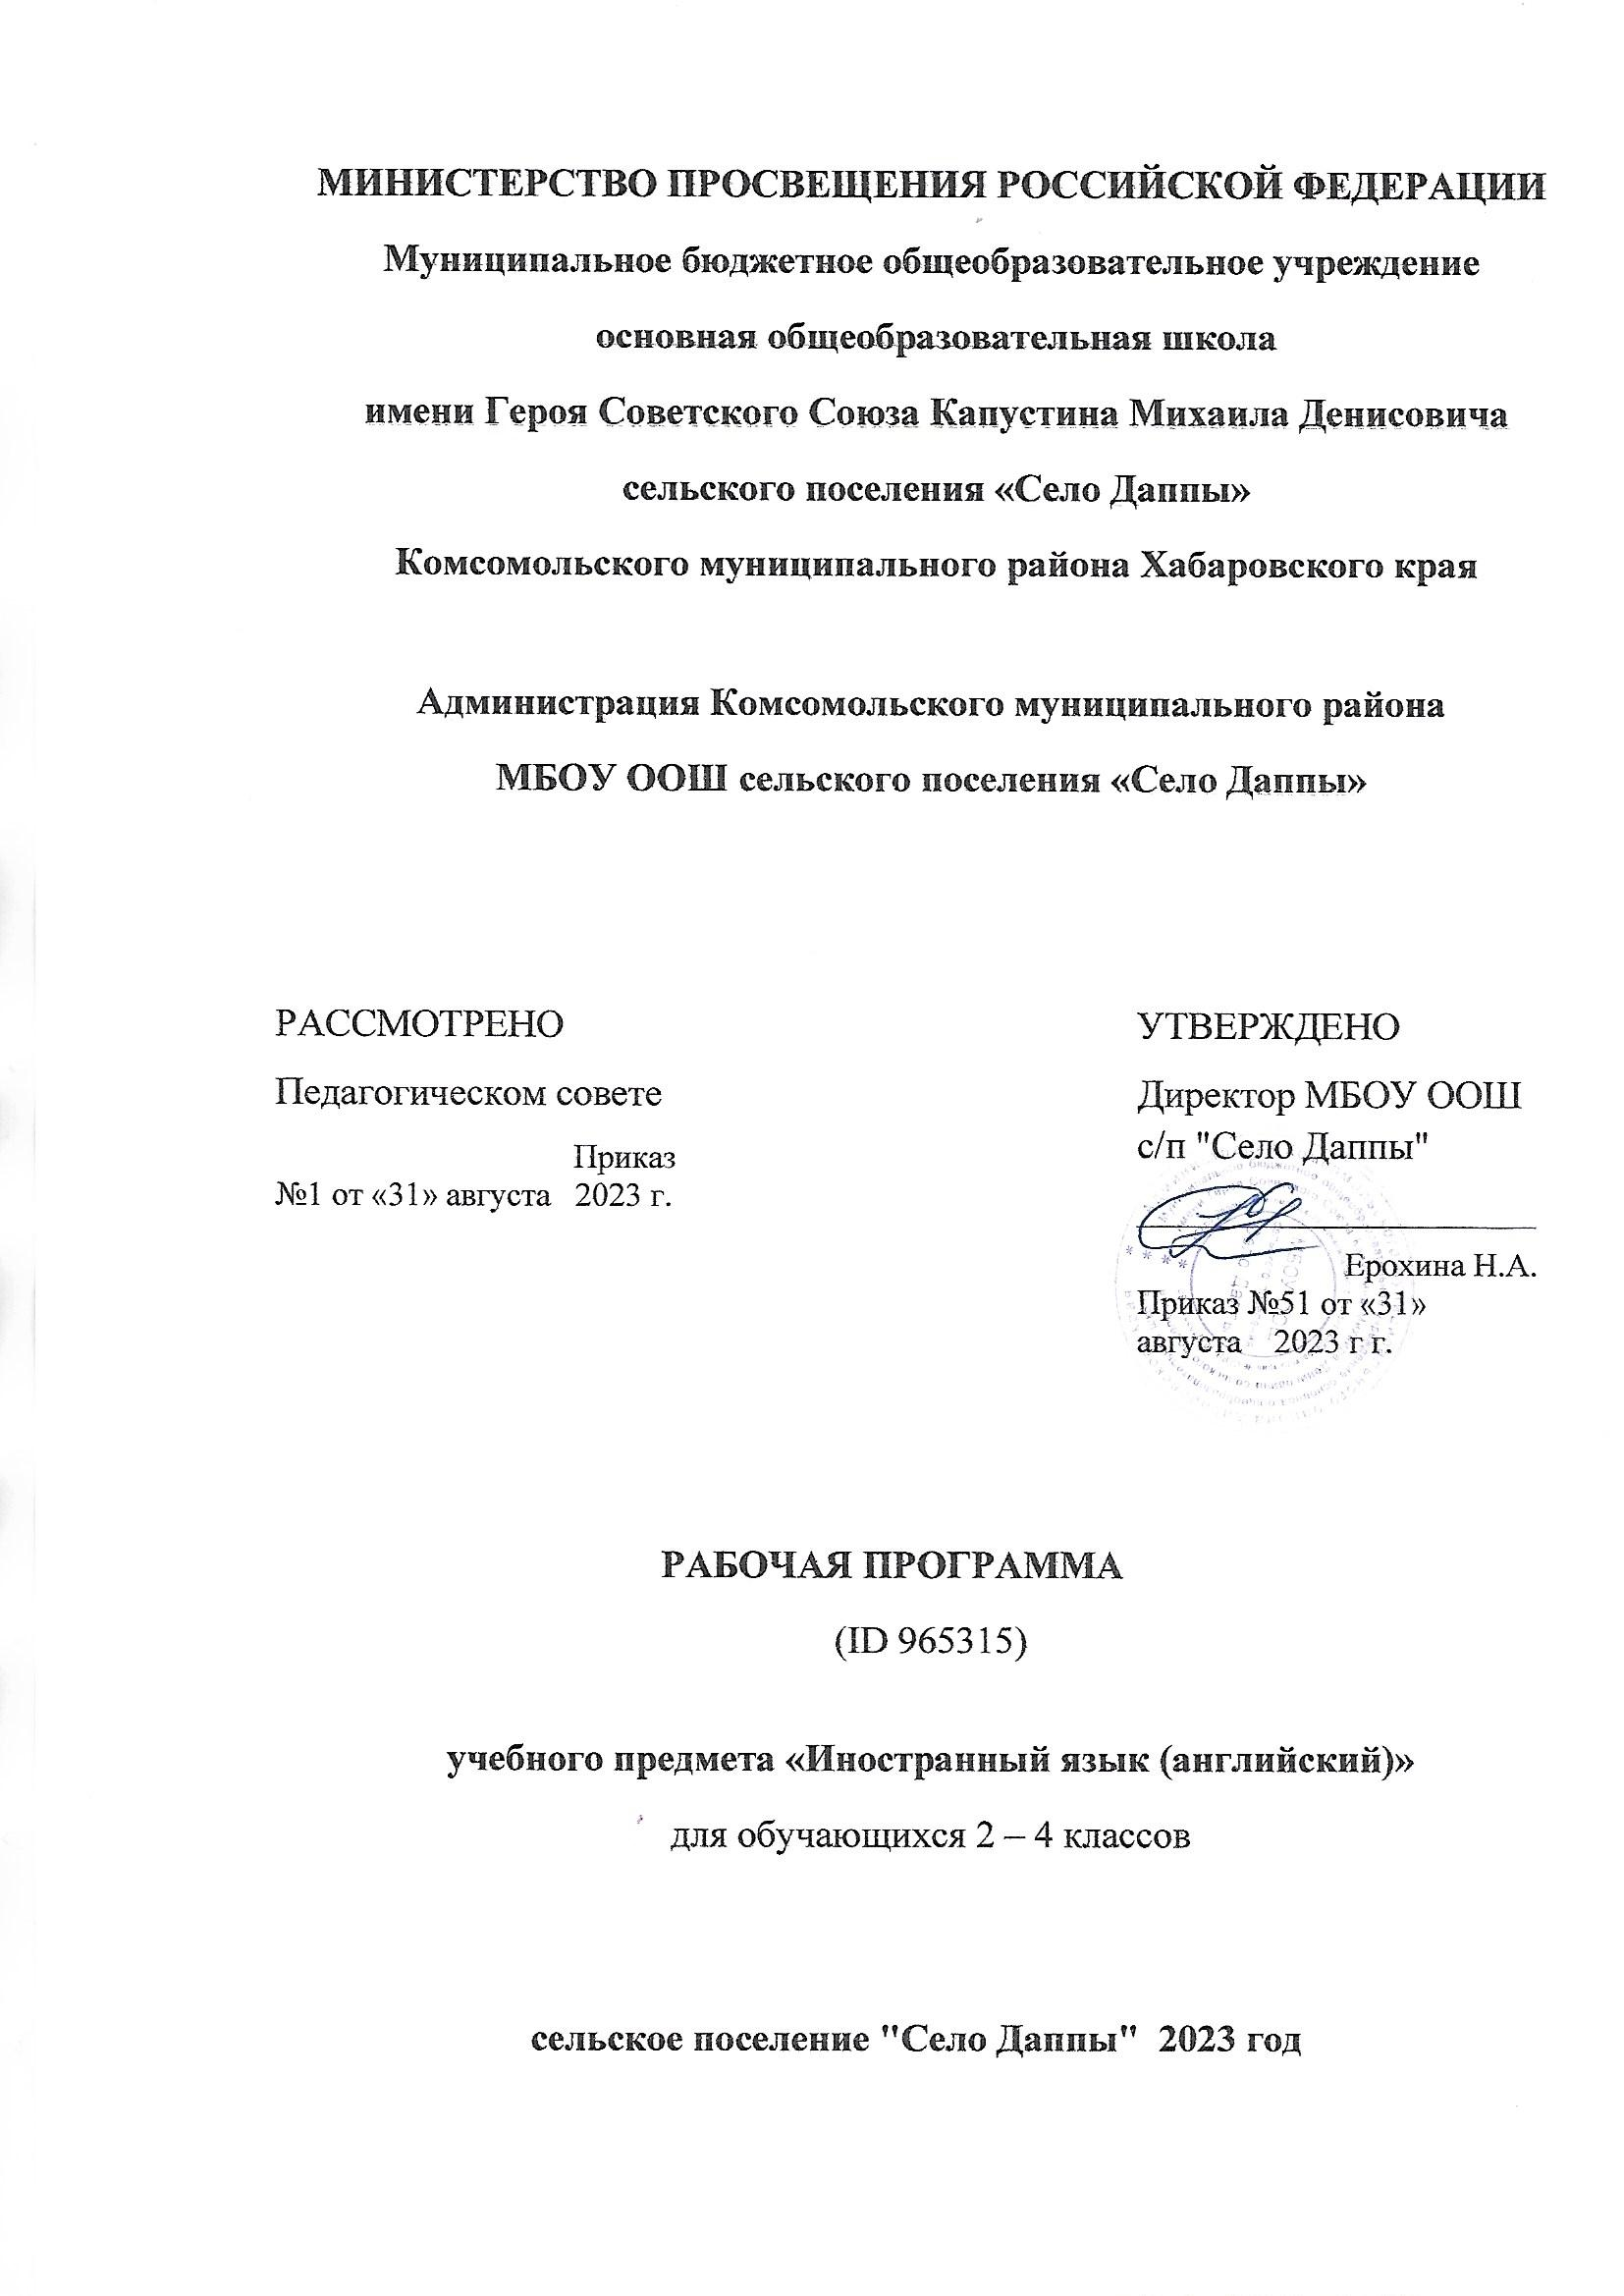 МИНИСТЕРСТВО ПРОСВЕЩЕНИЯ РОССИЙСКОЙ ФЕДЕРАЦИИ
Муниципальное бюджетное общеобразовательное учреждение
основная общеобразовательная школа
имени Героя Советского Союза Капустина Михаила Денисовича
сельского поселения «Село Даппы»
Комсомольского муниципального района Хабаровского края
Администрация Комсомольского муниципального района
МБОУ ООШ сельского поселения «Село Даппы»
РАССМОТРЕНО
Педагогическом совете
Приказ
№1 от «31» августа 2023 г.
УТВЕРЖДЕНО
Директор МБОУ ООШ
с/п "Село Даппы"
Ерохина Н.А.
Приказ №51 от «31»
августа 2023 г г.
РАБОЧАЯ ПРОГРАММА
(ID 965315)
учебного предмета «Иностранный язык (английский)»
для обучающихся 2 – 4 классов
сельское поселение "Село Даппы" 2023 год